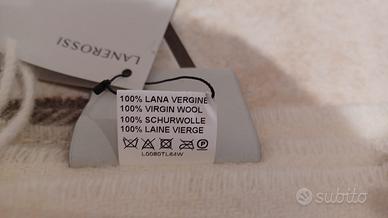 LANEROSSI
100% LANA VERGINE
100% VIRGIN WOOL
100% SCHURWOLLE
100% LAINE VIERGE
P
L0080TL64W
subito